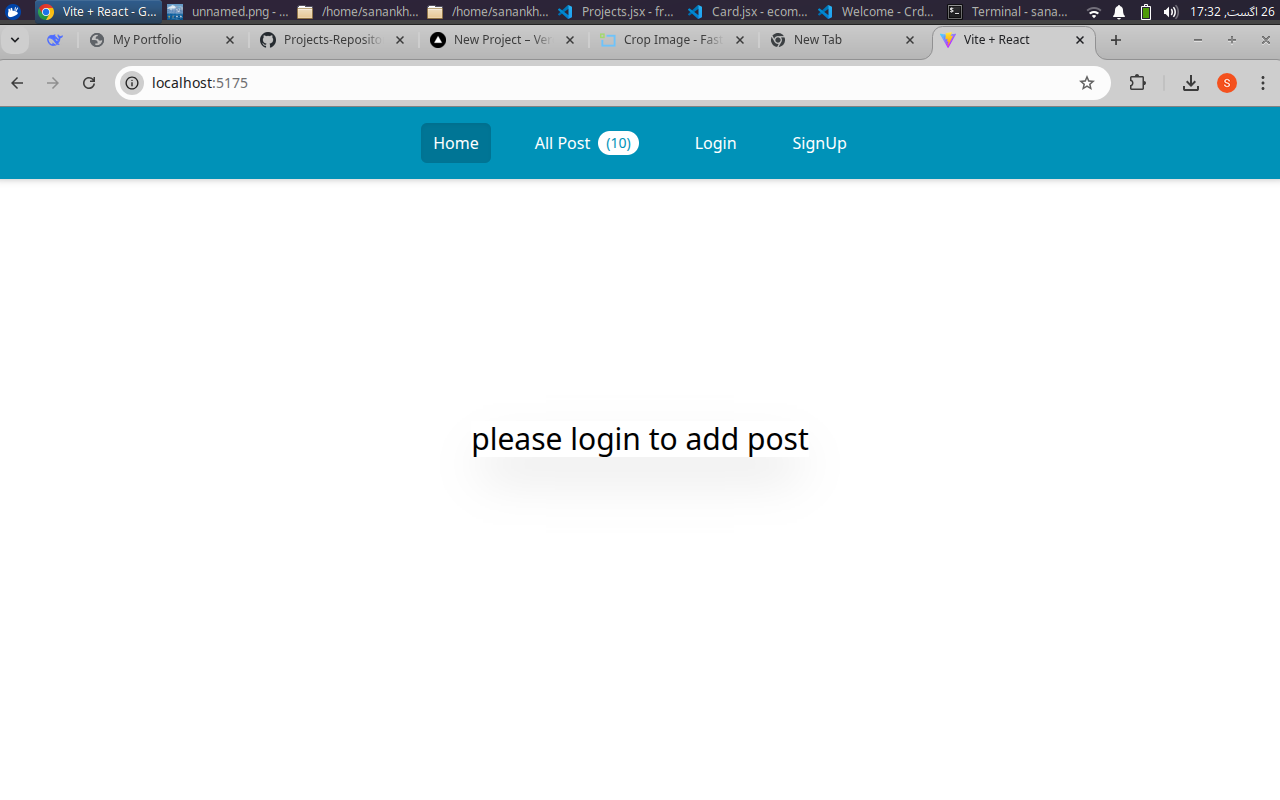 Vite + React - G...
unnamed.png - ...
/home/sanankh...
/home/sanankh...
Projects.jsx - fr...
Card.jsx - ecom...
Welcome - Crd...
Terminal - sana...
26 اگست, 17:32
My Portfolio
Projects-Reposito
New Project – Ver
Crop Image - Fast
New Tab
Vite + React
localhost:5175
S
Home
All Post (10)
Login
SignUp
please login to add post